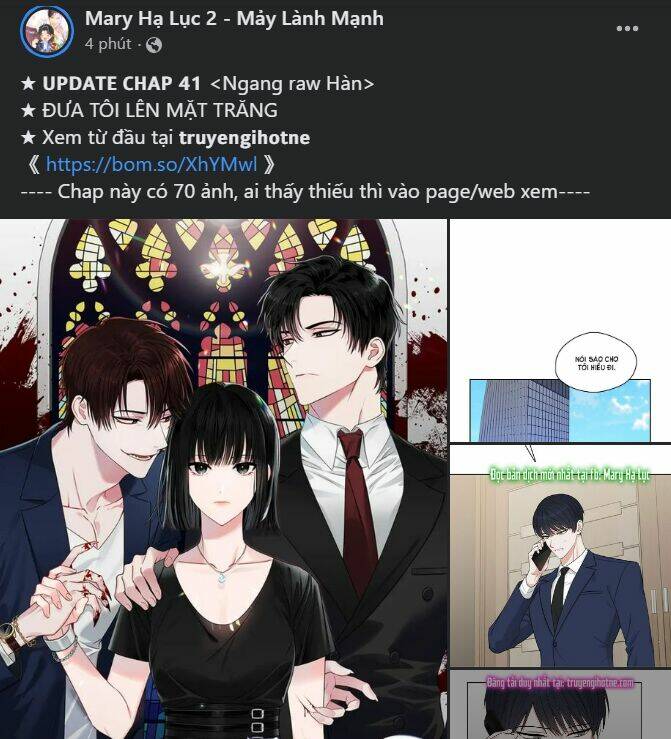 Mary Hạ Lục 2 - Mảy Lành Mạnh
4 phút ·
★ UPDATE CHAP 41 <Ngang raw Hàn>
★ ĐƯA TÔI LÊN MẶT TRĂNG
★ Xem từ đầu tại truyengihotne
《 https://bom.so/XhYMwl 》
---- Chap này có 70 ảnh, ai thấy thiếu thì vào page/web xem----
NÓI SAO CHO
TÔI HIỂU ĐI.
Đọc bản dịch mới nhất tại fb: Mary Hạ Lục
Đăng tải duy nhất tại: truyengihotne.com